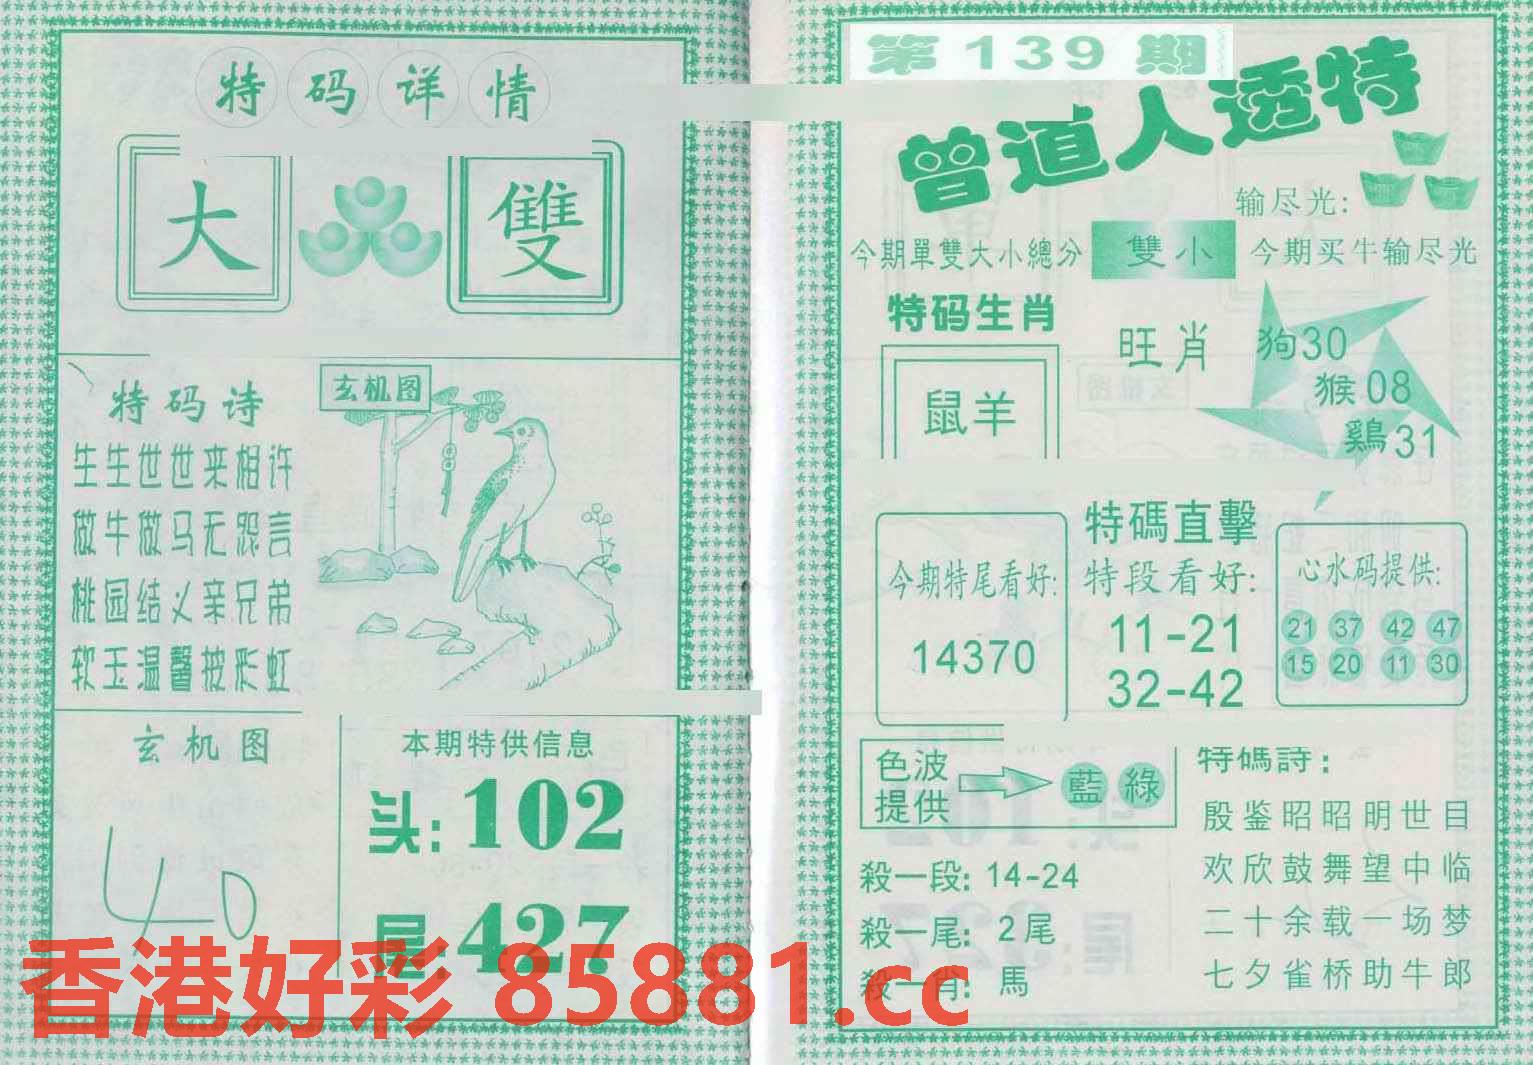 特码详情
大 雙
特码诗
生生世世来相许
做牛做马无怨言
桃园结义亲兄弟
软玉温馨披彩虹
玄机图
玄机图
40
本期特供信息
头:102
尾:427
第139期
曾道人透特
输尽光:
今期單雙大小總分 雙小 今期买牛输尽光
特码生肖
鼠羊
旺肖
狗30
猴08
鷄31
今期特尾看好:
14370
特碼直擊
特段看好:
11-21
32-42
心水码提供:
21 37 42 47
15 20 11 30
色波
提供
藍 綠
殺一段: 14-24
殺一尾: 2尾
殺一肖: 馬
特碼詩:
殷鉴昭昭明世目
欢欣鼓舞望中临
二十余载一场梦
七夕雀桥助牛郎
香港好彩 85881.cc